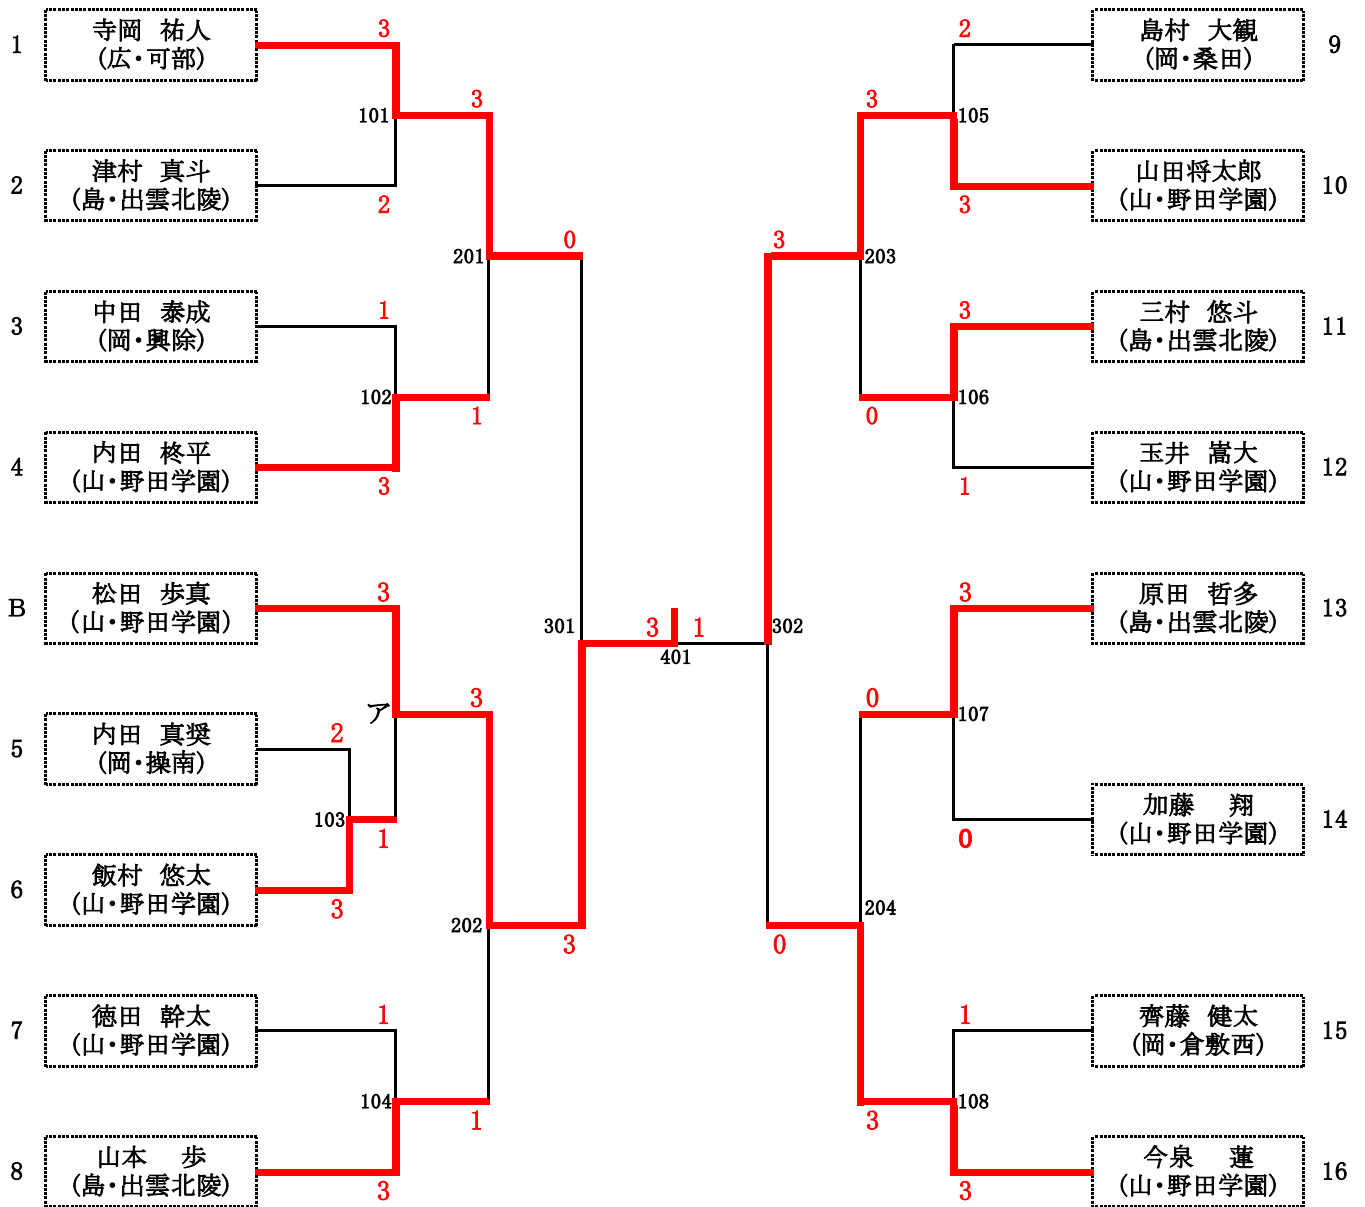 1
寺岡 祐人
(広・可部)
3
101
3
2
津村 真斗
(島・出雲北陵)
2
201
0
3
中田 泰成
(岡・興除)
1
102
1
4
内田 柊平
(山・野田学園)
3
B
松田 歩真
(山・野田学園)
3
301
3
401
ア
3
5
内田 真奨
(岡・操南)
2
103
1
6
飯村 悠太
(山・野田学園)
3
202
3
7
徳田 幹太
(山・野田学園)
1
104
1
8
山本 歩
(島・出雲北陵)
3
2
島村 大観
(岡・桑田)
9
3
105
3
山田将太郎
(山・野田学園)
10
3
203
3
三村 悠斗
(島・出雲北陵)
11
0
106
1
玉井 嵩大
(山・野田学園)
12
1
302
3
原田 哲多
(島・出雲北陵)
13
0
107
0
加藤 翔
(山・野田学園)
14
204
0
1
齊藤 健太
(岡・倉敷西)
15
3
108
3
今泉 蓮
(山・野田学園)
16